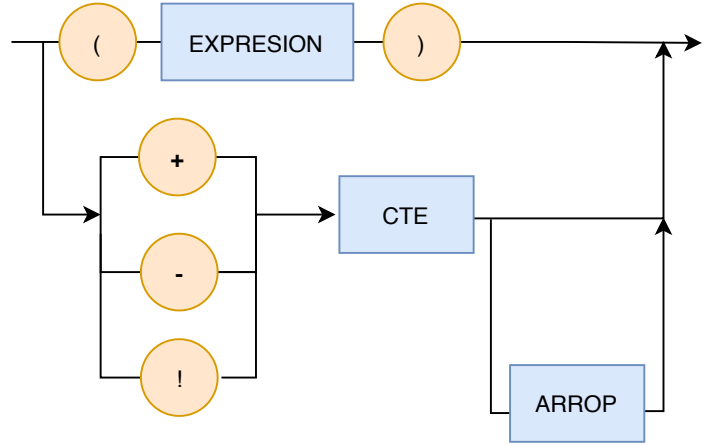 ( EXPRESION )
+
CTE
-
!
ARROP